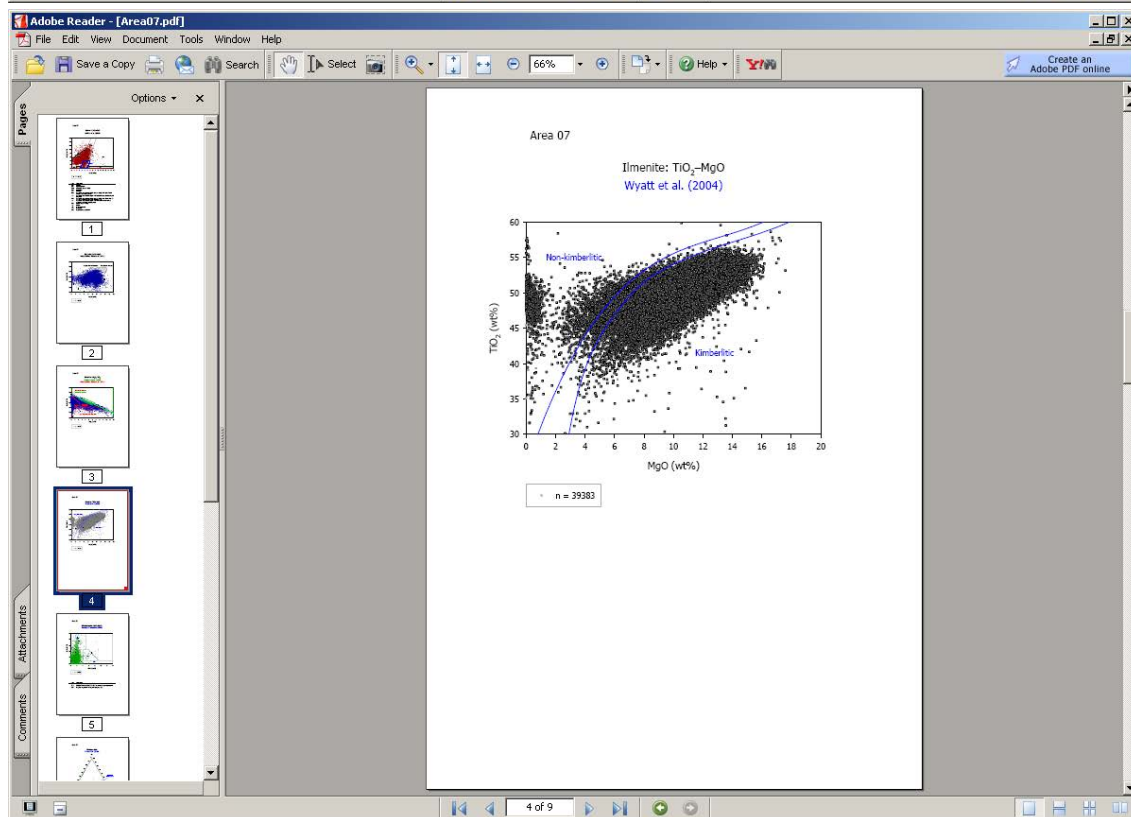 Adobe Reader - [Area07.pdf]
File Edit View Document Tools Window Help
Save a Copy Search Select 66% Help Y! Create an
Adobe PDF online
Pages
Options
1
2
3
4
5
Attachments
Comments
Area 07
Ilmenite: TiO₂–MgO
Wyatt et al. (2004)
60
55
50
45
40
35
30
TiO₂ (wt%)
Non-kimberlitic
Kimberlitic
0 2 4 6 8 10 12 14 16 18 20
MgO (wt%)
n = 39383
4 of 9